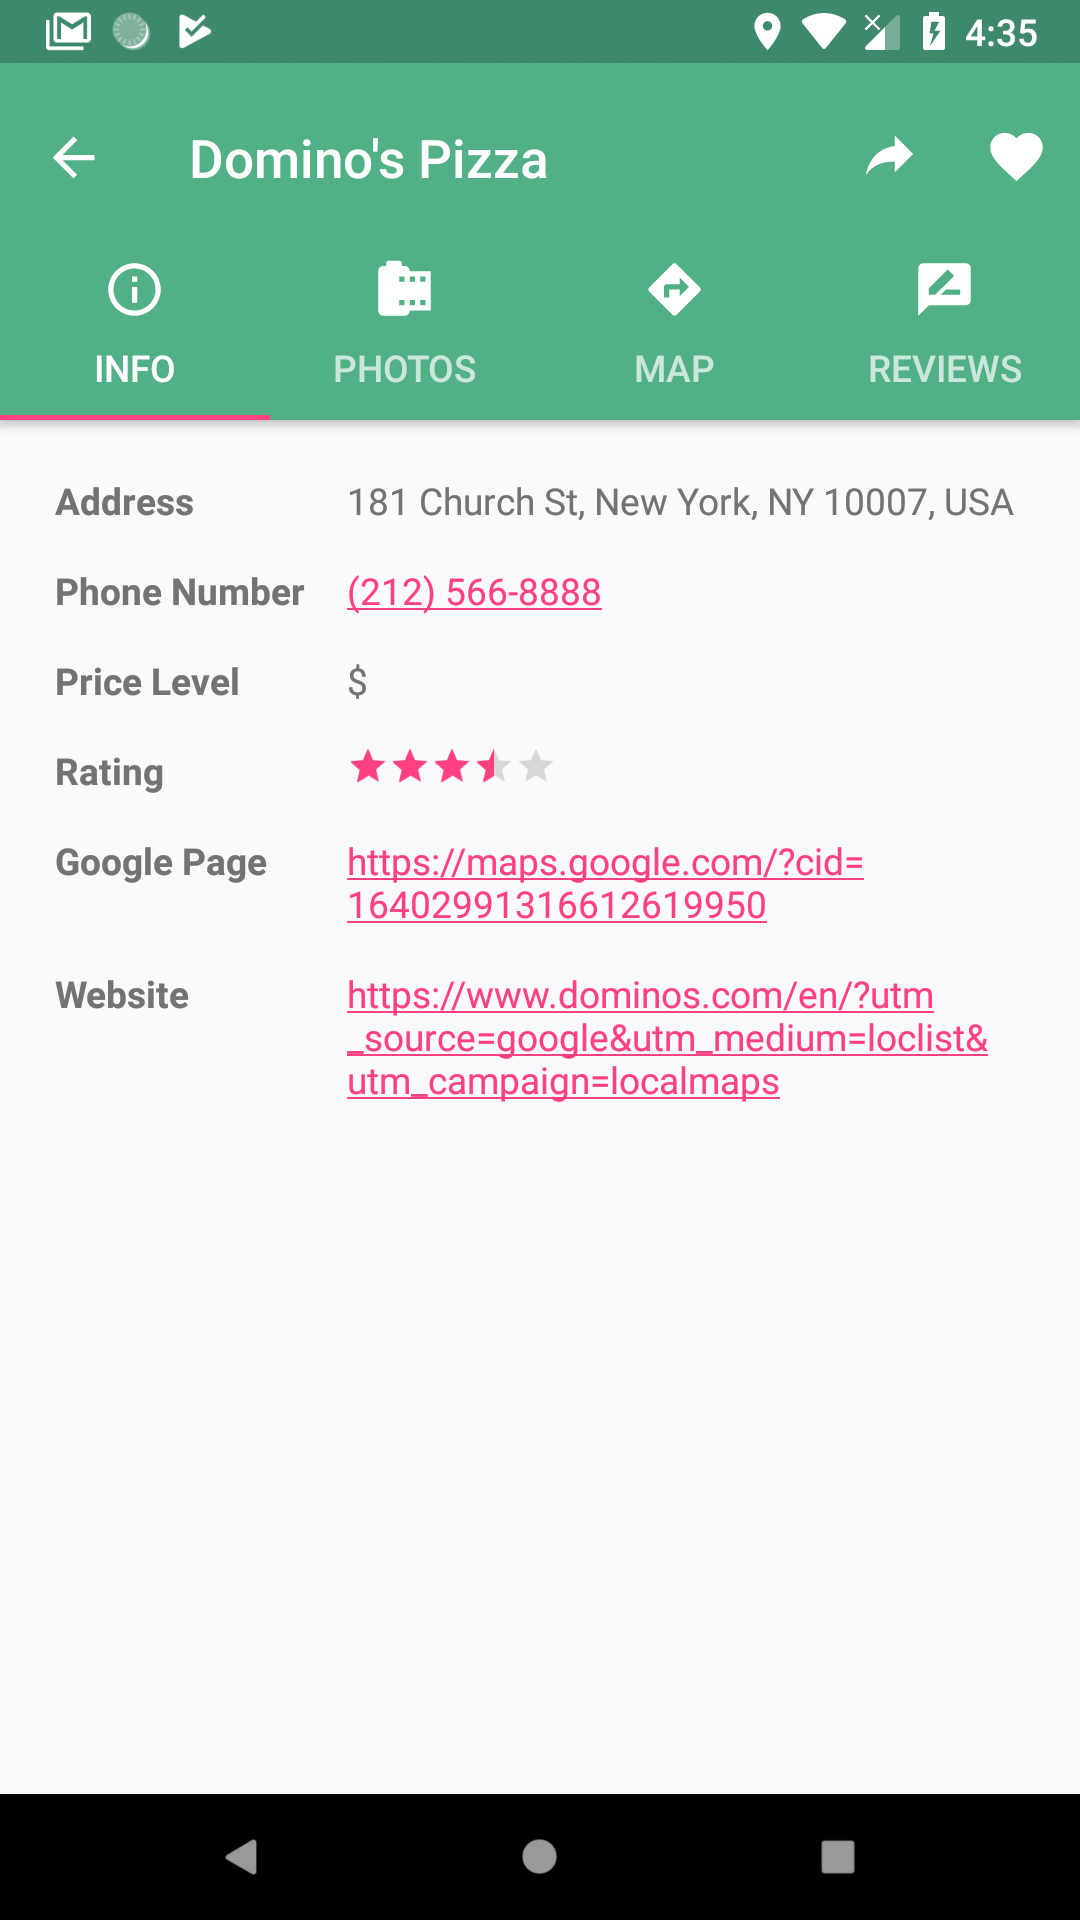 4:35
Domino's Pizza
INFO PHOTOS MAP REVIEWS
Address 181 Church St, New York, NY 10007, USA
Phone Number (212) 566-8888
Price Level $
Rating
Google Page https://maps.google.com/?cid=
16402991316612619950
Website https://www.dominos.com/en/?utm
_source=google&utm_medium=loclist&
utm_campaign=localmaps